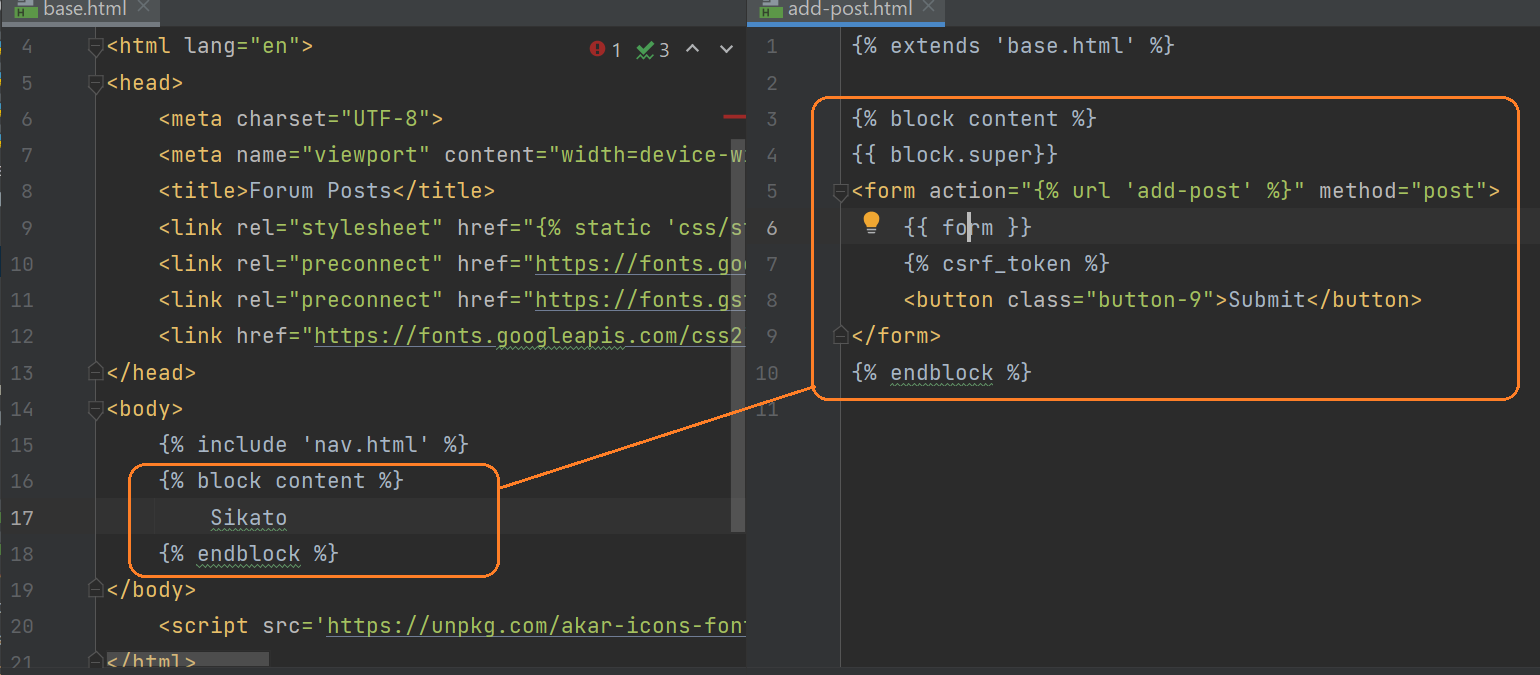 base.html
4 <html lang="en">
5 <head>
6 <meta charset="UTF-8">
7 <meta name="viewport" content="width=device-w
8 <title>Forum Posts</title>
9 <link rel="stylesheet" href="{% static 'css/s
10 <link rel="preconnect" href="https://fonts.go
11 <link rel="preconnect" href="https://fonts.gs
12 <link href="https://fonts.googleapis.com/css2
13 </head>
14 <body>
15 {% include 'nav.html' %}
16 {% block content %}
17 Sikato
18 {% endblock %}
19 </body>
20 <script src='https://unpkg.com/akar-icons-fon
21 </html>
1 3
add-post.html
1 {% extends 'base.html' %}
2
3 {% block content %}
4 {{ block.super}}
5 <form action="{% url 'add-post' %}" method="post">
6 {{ form }}
7 {% csrf_token %}
8 <button class="button-9">Submit</button>
9 </form>
10 {% endblock %}
11